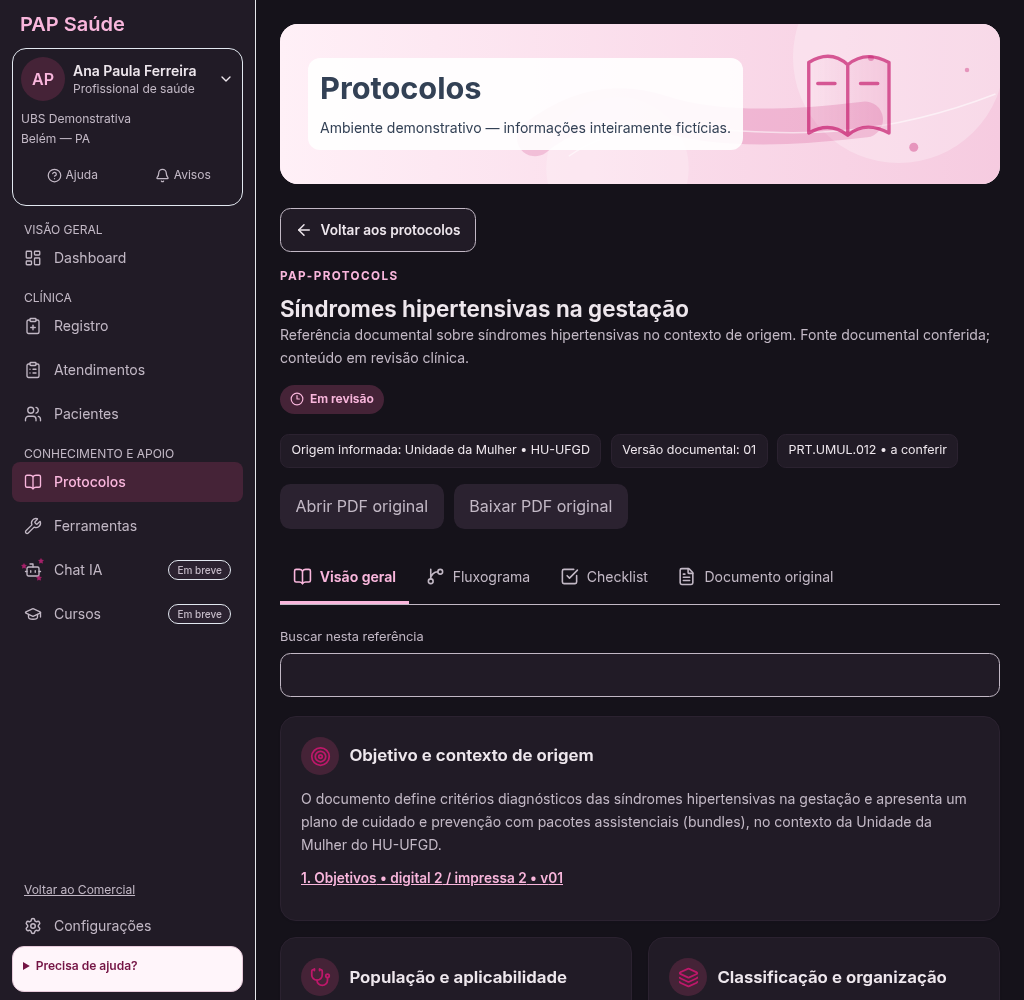 PAP Saúde
AP
Ana Paula Ferreira
Profissional de saúde
UBS Demonstrativa
Belém — PA
Ajuda
Avisos
VISÃO GERAL
Dashboard
CLÍNICA
Registro
Atendimentos
Pacientes
CONHECIMENTO E APOIO
Protocolos
Ferramentas
Chat IA
Em breve
Cursos
Em breve
Voltar ao Comercial
Configurações
Precisa de ajuda?
Protocolos
Ambiente demonstrativo — informações inteiramente fictícias.
Voltar aos protocolos
PAP-PROTOCOLS
Síndromes hipertensivas na gestação
Referência documental sobre síndromes hipertensivas no contexto de origem. Fonte documental conferida;
conteúdo em revisão clínica.
Em revisão
Origem informada: Unidade da Mulher • HU-UFGD
Versão documental: 01
PRT.UMUL.012 • a conferir
Abrir PDF original
Baixar PDF original
Visão geral
Fluxograma
Checklist
Documento original
Buscar nesta referência
Objetivo e contexto de origem
O documento define critérios diagnósticos das síndromes hipertensivas na gestação e apresenta um
plano de cuidado e prevenção com pacotes assistenciais (bundles), no contexto da Unidade da
Mulher do HU-UFGD.
1. Objetivos • digital 2 / impressa 2 • v01
População e aplicabilidade
Classificação e organização